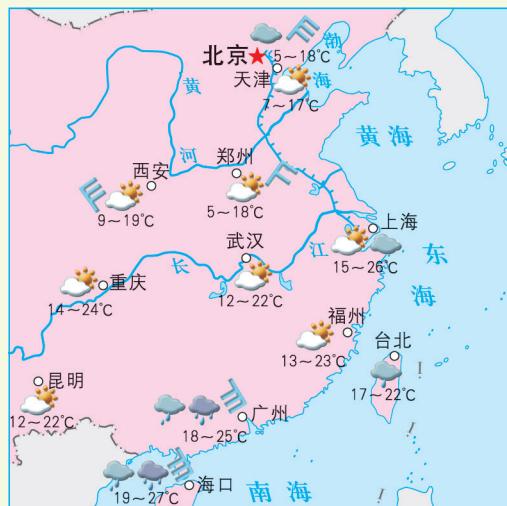 渤
北京
5～18℃
天津
海
7～17℃
黄
黄海
河
郑州
西安
5～18℃
9～19℃
上海
武汉
江
15～26℃
东
长
重庆
12～22℃
14～24℃
海
福州
台北
13～23℃
昆明
17～22℃
12～22℃
广州
18～25℃
海口
19～27℃
南海